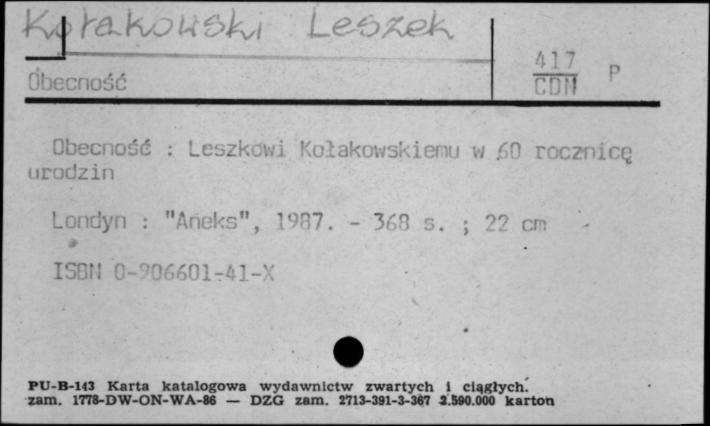 Kołakowski Leszek
Obecność
417
CDN
P
Obecność : Leszkowi Kołakowskiemu w 60 rocznicę
urodzin
Londyn : "Aneks", 1987. - 368 s. ; 22 cm
ISBN 0-906601-41-X
PU-B-143 Karta katalogowa wydawnictw zwartych i ciągłych.
zam. 1778-DW-ON-WA-86 — DZG zam. 2713-391-3-367 2.590.000 karton